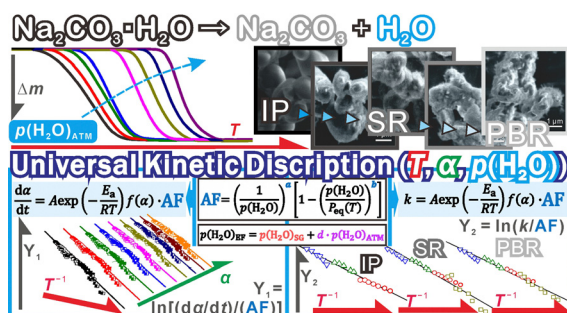 Na₂CO₃·H₂O → Na₂CO₃ + H₂O
Δm
p(H₂O)ATM
T
IP
SR
PBR
1 μm
Universal Kinetic Discription (T, α, p(H₂O))
dα/dt = Aexp(−Ea/RT) f(α)·AF
AF = (1/p(H₂O))^a [1 − (p(H₂O)/Peq(T))^b]
k = Aexp(−Ea/RT) f(α)·AF
p(H₂O)EF = p(H₂O)SG + d·p(H₂O)ATM
Y₂ = ln(k/AF)
Y₁
T⁻¹
α
Y₁ =
ln[(dα/dt)/(AF)]
Y₂
IP
SR
PBR
T⁻¹
T⁻¹
T⁻¹